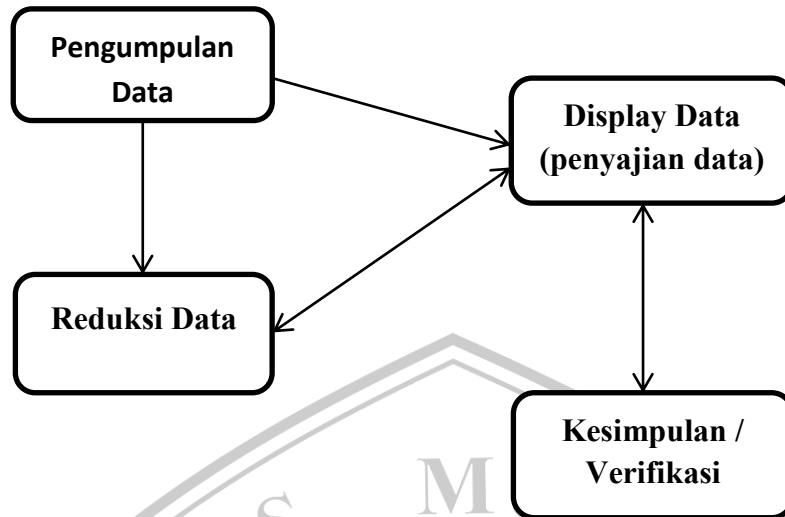 Pengumpulan
Data
Display Data
(penyajian data)
Reduksi Data
Kesimpulan /
Verifikasi
S M